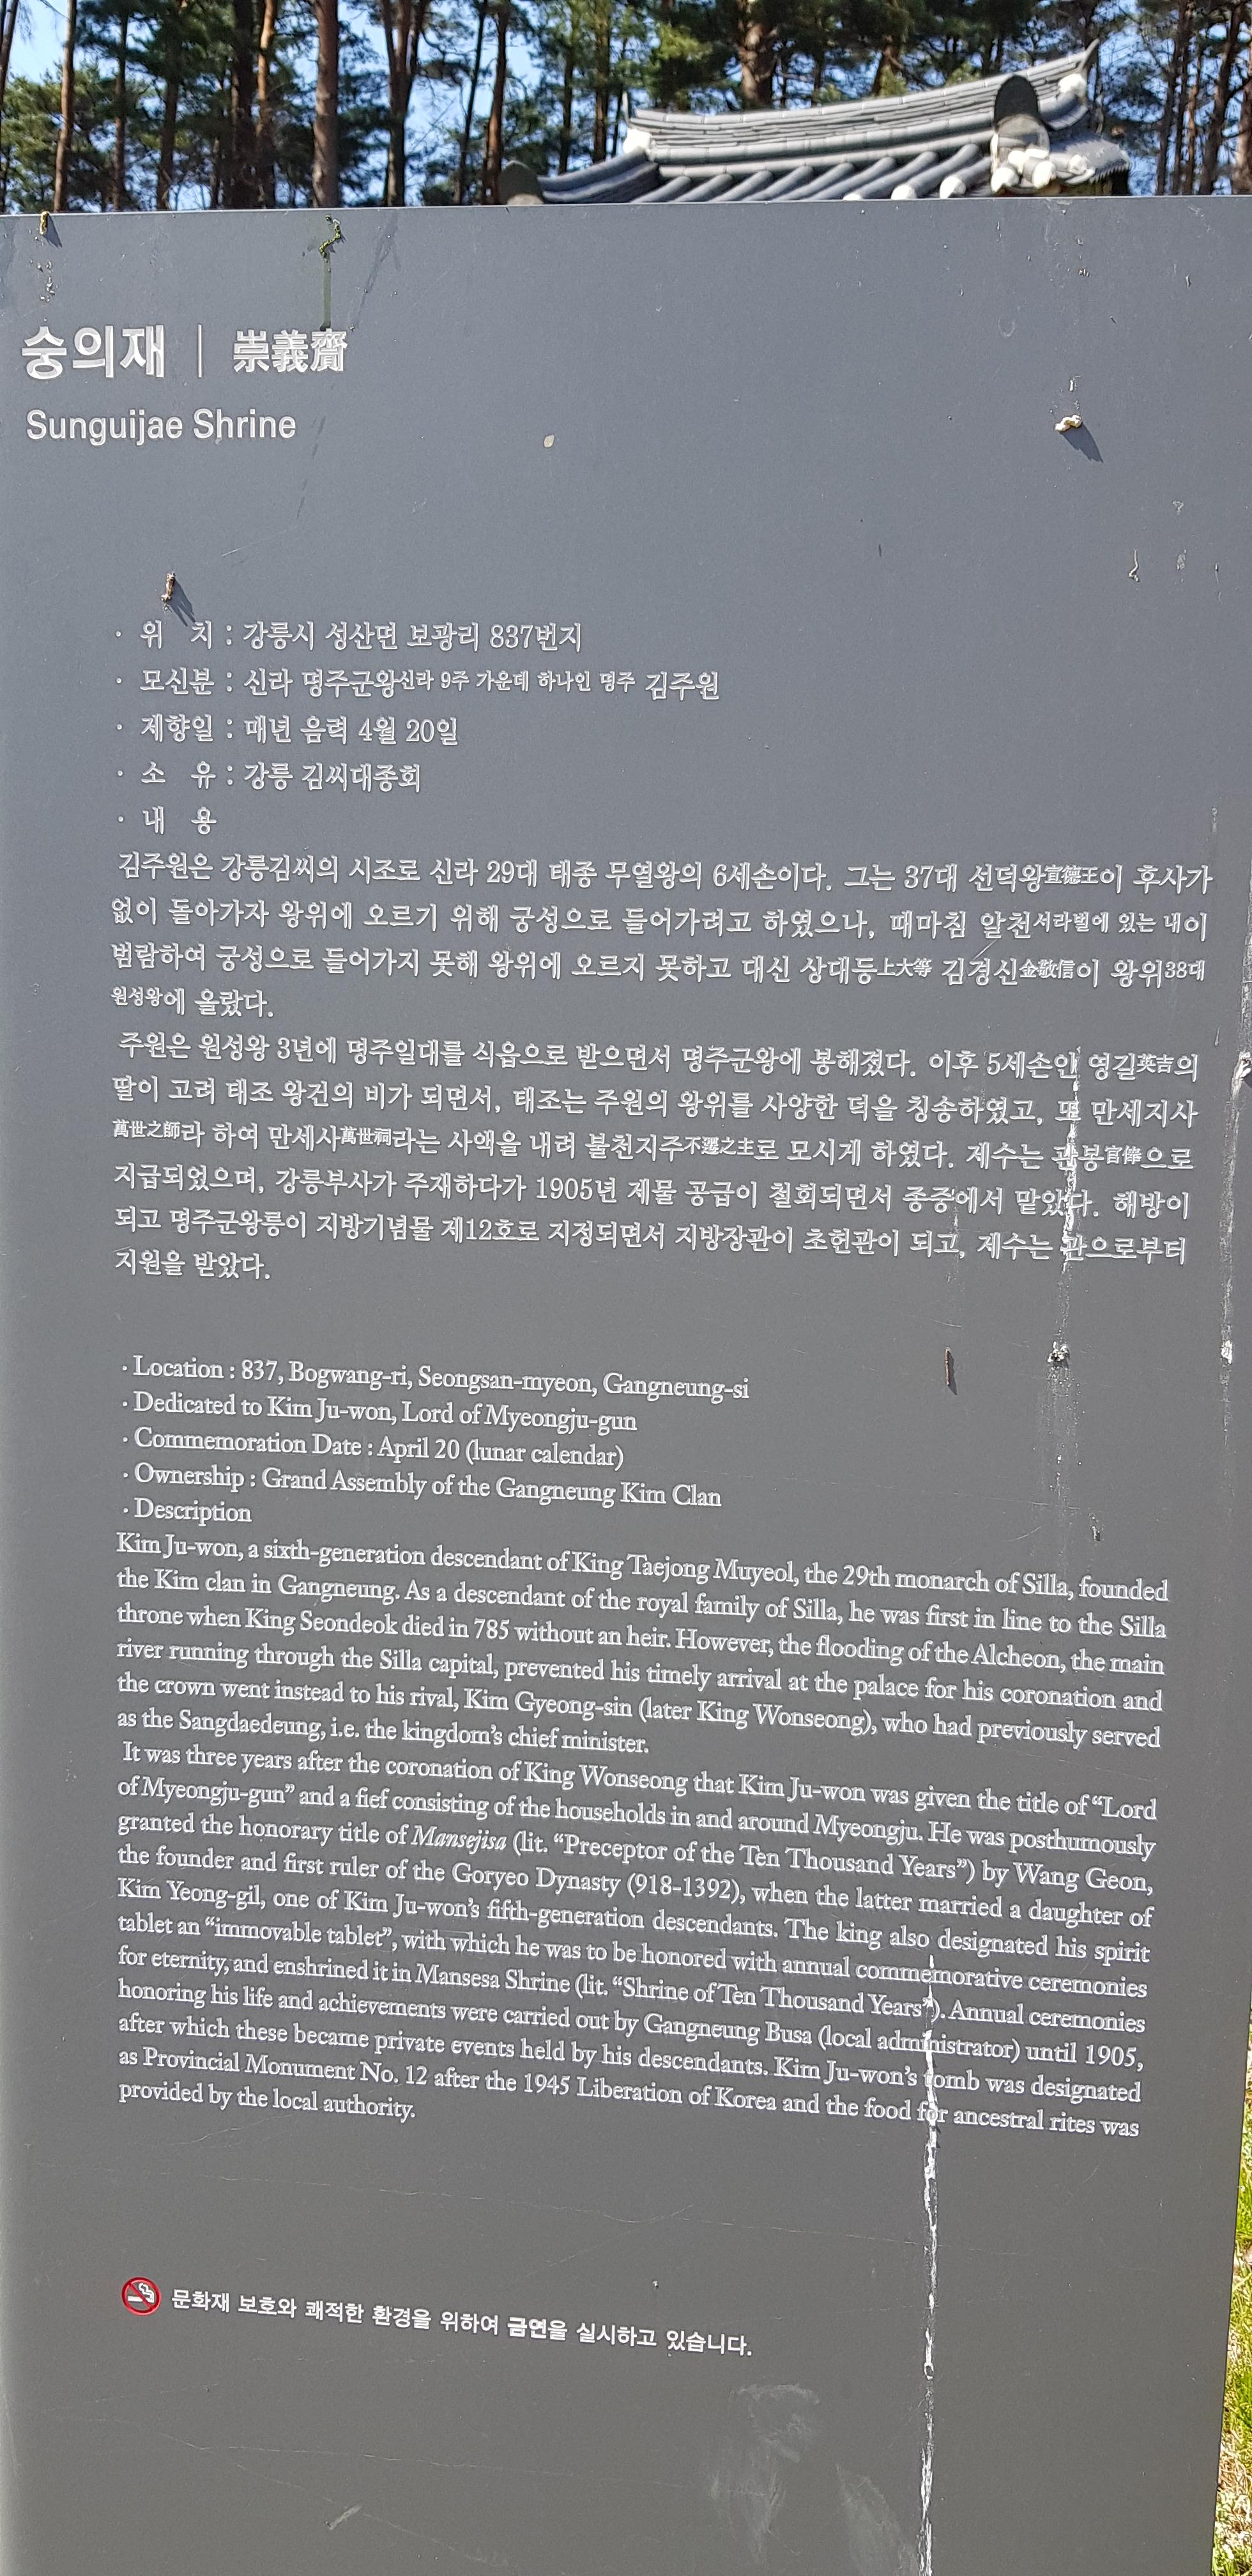 숭의재 | 崇義齎
Sunguijae Shrine
· 위 치 : 강릉시 성산면 보광리 837번지
· 모신분 : 신라 명주군왕신라 9주 가운데 하나인 명주 김주원
· 제향일 : 매년 음력 4월 20일
· 소 유 : 강릉 김씨대종회
· 내 용
김주원은 강릉김씨의 시조로 신라 29대 태종 무열왕의 6세손이다. 그는 37대 선덕왕宣德王이 후사가
없이 돌아가자 왕위에 오르기 위해 궁성으로 들어가려고 하였으나, 때마침 알천서라벌에 있는 내이
범람하여 궁성으로 들어가지 못해 왕위에 오르지 못하고 대신 상대등上大等 김경신金敬信이 왕위38대
원성왕에 올랐다.
주원은 원성왕 3년에 명주일대를 식읍으로 받으면서 명주군왕에 봉해졌다. 이후 5세손인 영길英吉의
딸이 고려 태조 왕건의 비가 되면서, 태조는 주원의 왕위를 사양한 덕을 칭송하였고, 또 만세지사
萬世之師라 하여 만세사萬世祠라는 사액을 내려 불천지주不遷之主로 모시게 하였다. 제수는 관봉官俸으로
지급되었으며, 강릉부사가 주재하다가 1905년 제물 공급이 철회되면서 종중에서 맡았다. 해방이
되고 명주군왕릉이 지방기념물 제12호로 지정되면서 지방장관이 초헌관이 되고, 제수는 관으로부터
지원을 받았다.
· Location : 837, Bogwang-ri, Seongsan-myeon, Gangneung-si
· Dedicated to Kim Ju-won, Lord of Myeongju-gun
· Commemoration Date : April 20 (lunar calendar)
· Ownership : Grand Assembly of the Gangneung Kim Clan
· Description
Kim Ju-won, a sixth-generation descendant of King Taejong Muyeol, the 29th monarch of Silla, founded
the Kim clan in Gangneung. As a descendant of the royal family of Silla, he was first in line to the Silla
throne when King Seondeok died in 785 without an heir. However, the flooding of the Alcheon, the main
river running through the Silla capital, prevented his timely arrival at the palace for his coronation and
the crown went instead to his rival, Kim Gyeong-sin (later King Wonseong), who had previously served
as the Sangdaedeung, i.e. the kingdom's chief minister.
It was three years after the coronation of King Wonseong that Kim Ju-won was given the title of “Lord
of Myeongju-gun” and a fief consisting of the households in and around Myeongju. He was posthumously
granted the honorary title of Mansejisa (lit. “Preceptor of the Ten Thousand Years”) by Wang Geon,
the founder and first ruler of the Goryeo Dynasty (918-1392), when the latter married a daughter of
Kim Yeong-gil, one of Kim Ju-won's fifth-generation descendants. The king also designated his spirit
tablet an “immovable tablet”, with which he was to be honored with annual commemorative ceremonies
for eternity, and enshrined it in Mansesa Shrine (lit. “Shrine of Ten Thousand Years”). Annual ceremonies
honoring his life and achievements were carried out by Gangneung Busa (local administrator) until 1905,
after which these became private events held by his descendants. Kim Ju-won's tomb was designated
as Provincial Monument No. 12 after the 1945 Liberation of Korea and the food for ancestral rites was
provided by the local authority.
문화재 보호와 쾌적한 환경을 위하여 금연을 실시하고 있습니다.